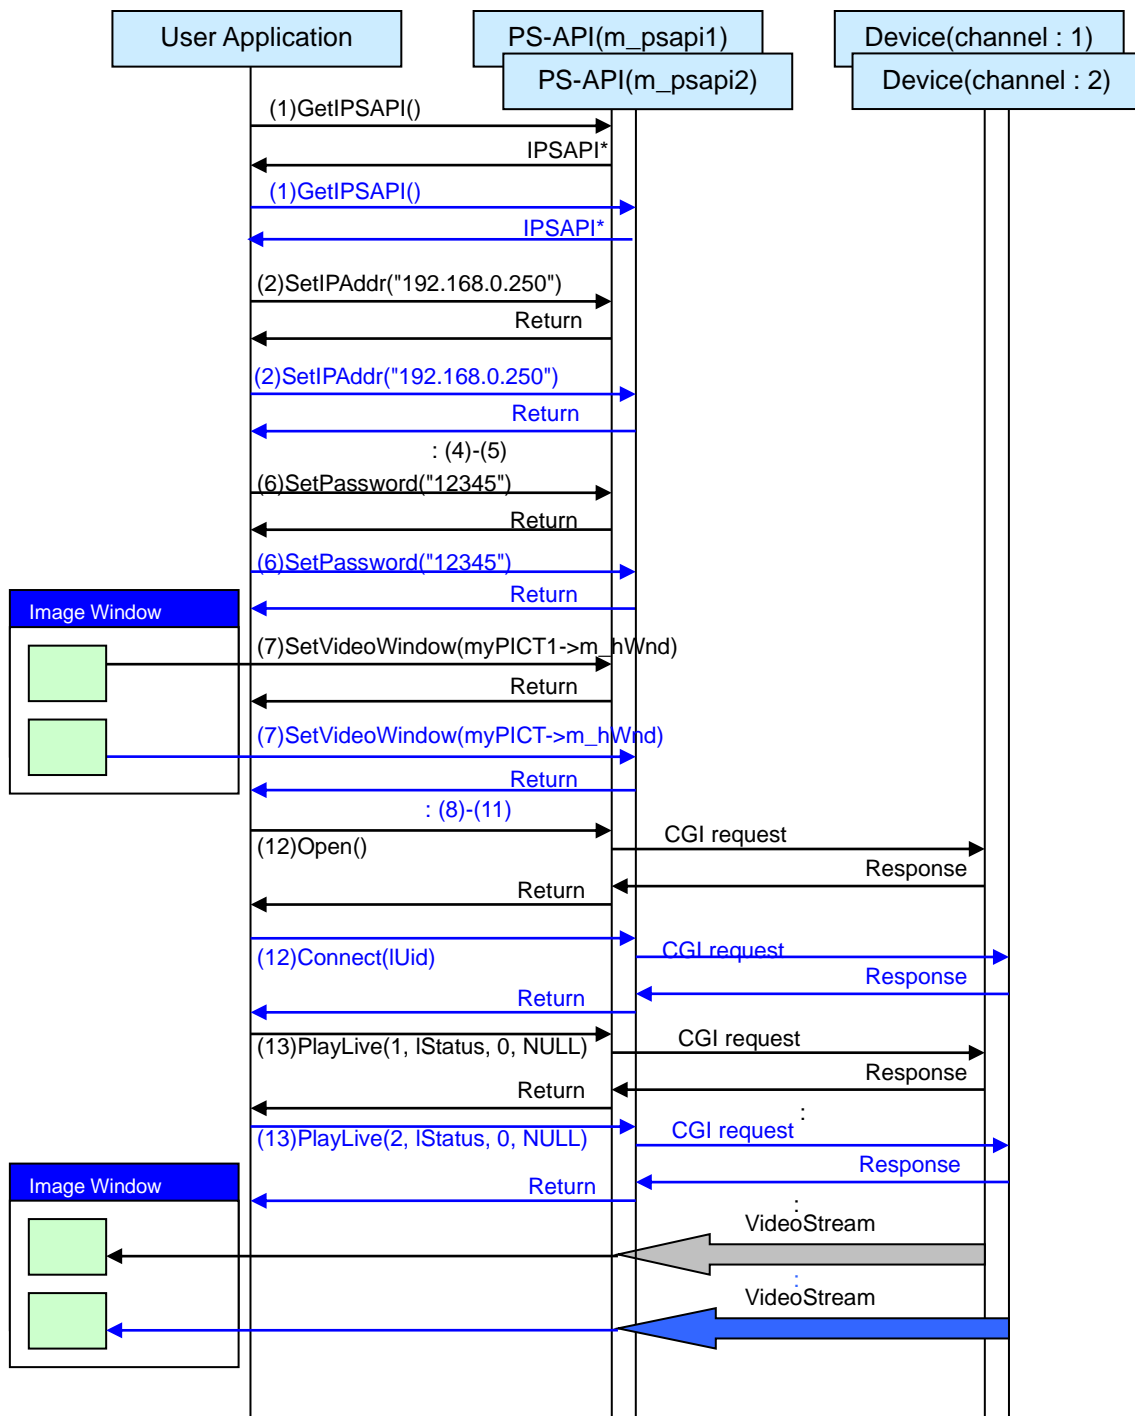 User Application
PS-API(m_psapi1)
Device(channel : 1)
PS-API(m_psapi2)
Device(channel : 2)
(1)GetIPSAPI()
IPSAPI*
(1)GetIPSAPI()
IPSAPI*
(2)SetIPAddr("192.168.0.250")
Return
(2)SetIPAddr("192.168.0.250")
Return
: (4)-(5)
(6)SetPassword("12345")
Return
(6)SetPassword("12345")
Return
Image Window
(7)SetVideoWindow(myPICT1->m_hWnd)
Return
(7)SetVideoWindow(myPICT->m_hWnd)
Return
: (8)-(11)
(12)Open()
CGI request
Response
Return
(12)Connect(lUid)
CGI request
Response
Return
(13)PlayLive(1, lStatus, 0, NULL)
CGI request
Response
Return
:
(13)PlayLive(2, lStatus, 0, NULL)
CGI request
Response
Return
Image Window
:
VideoStream
:
VideoStream